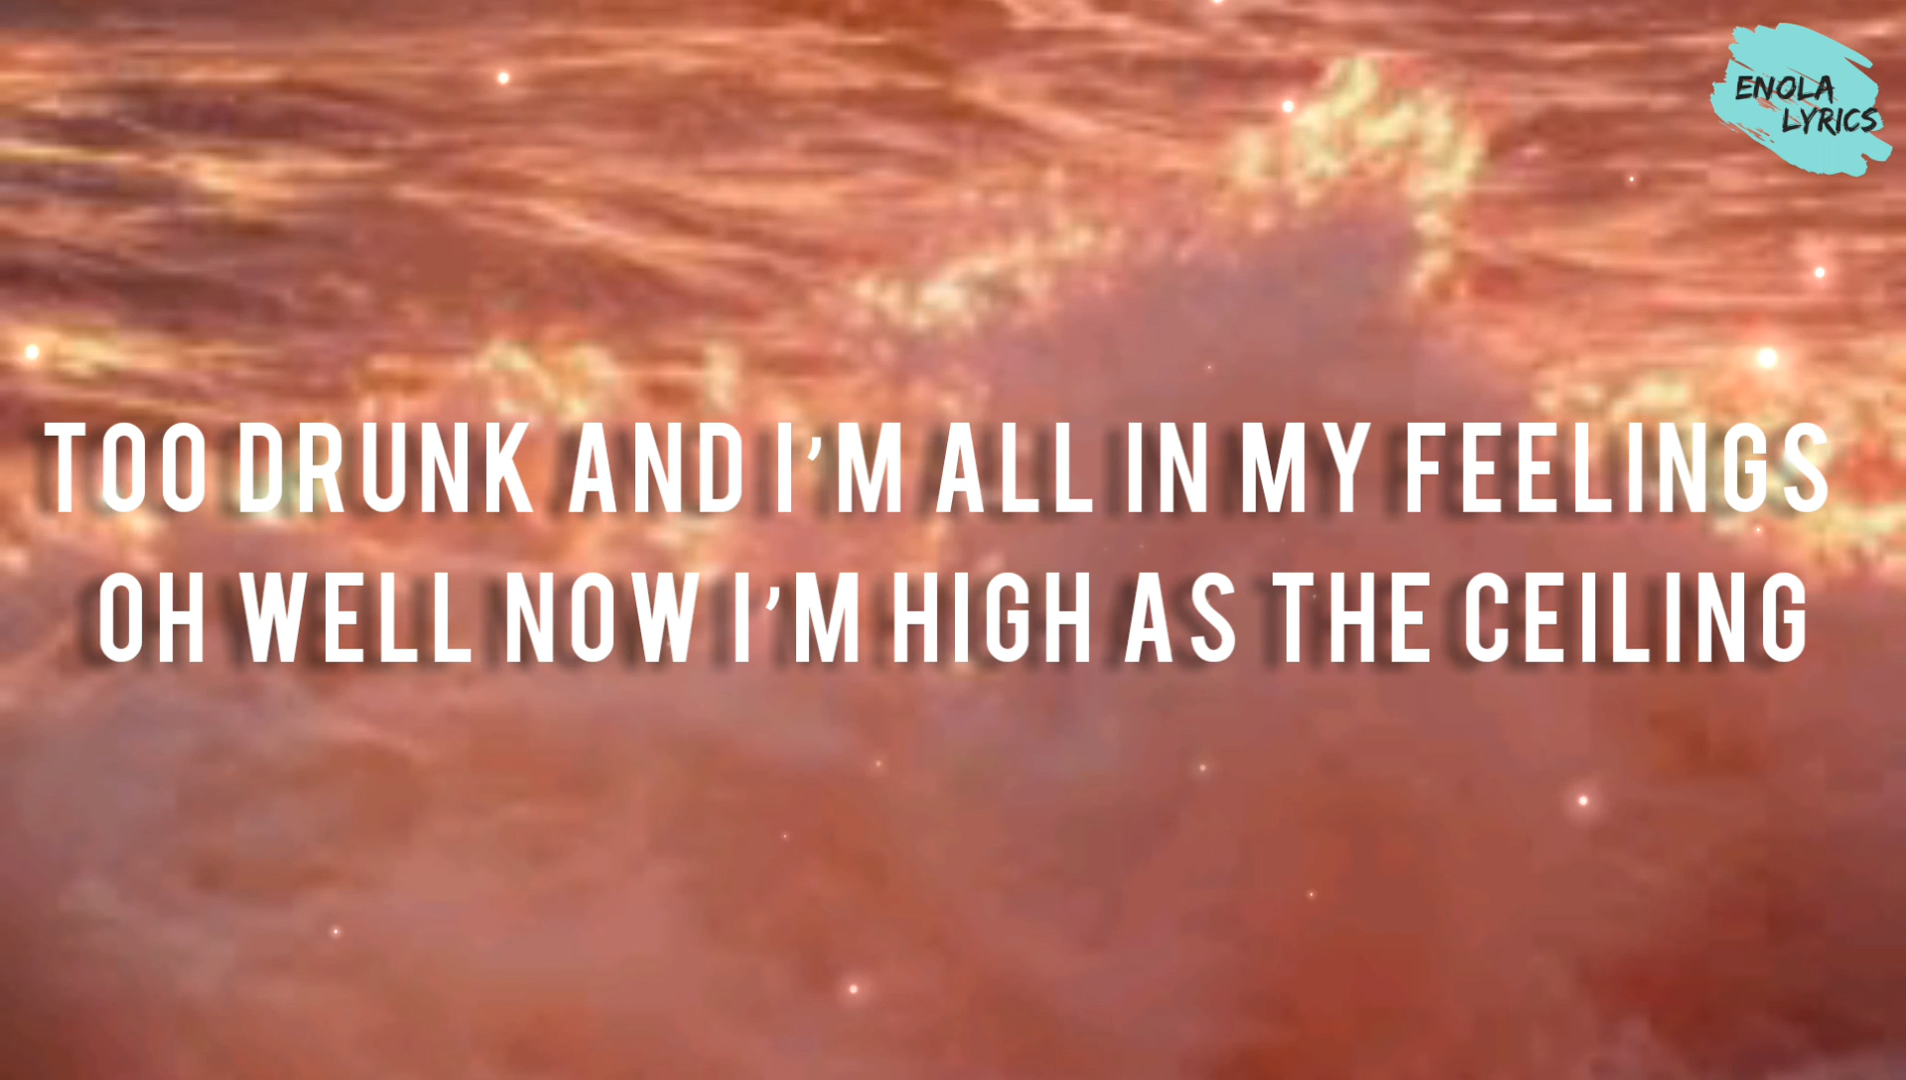 ENOLA
LYRICS
TOO DRUNK AND I'M ALL IN MY FEELINGS
OH WELL NOW I'M HIGH AS THE CEILING